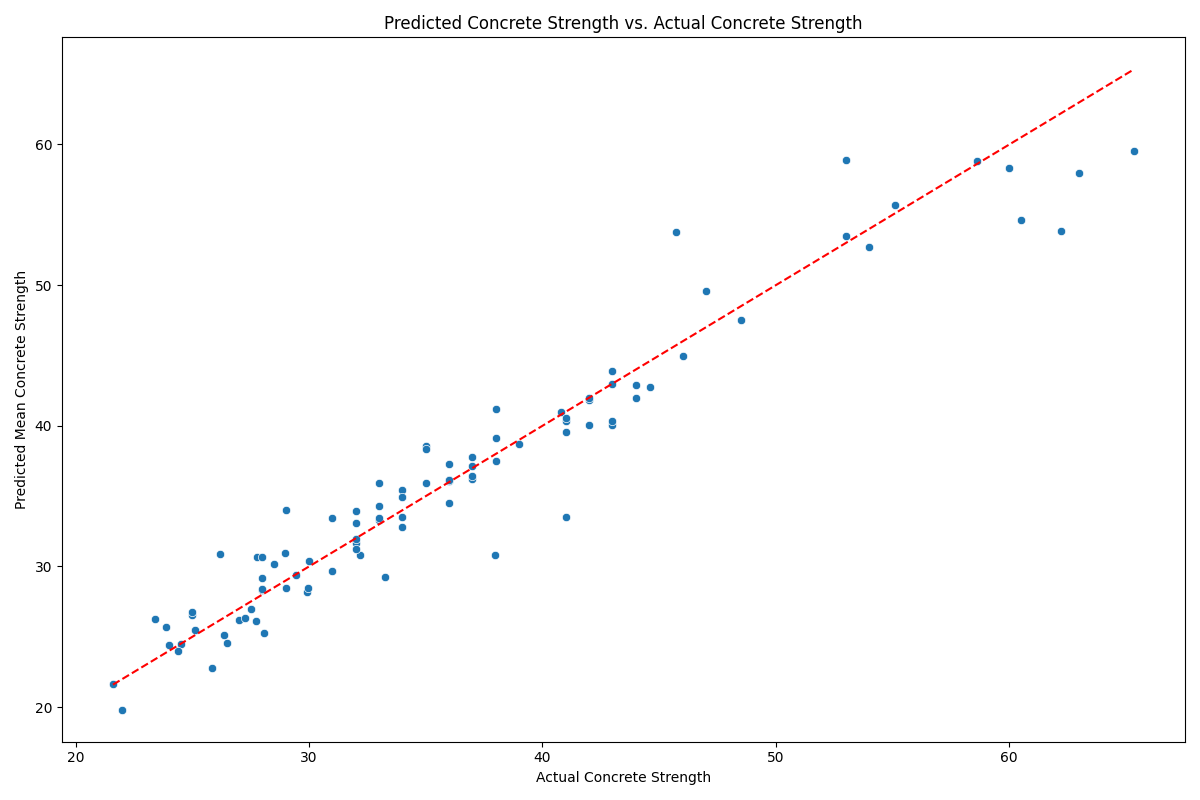 Predicted Concrete Strength vs. Actual Concrete Strength
Predicted Mean Concrete Strength
60
50
40
30
20
20 30 40 50 60
Actual Concrete Strength